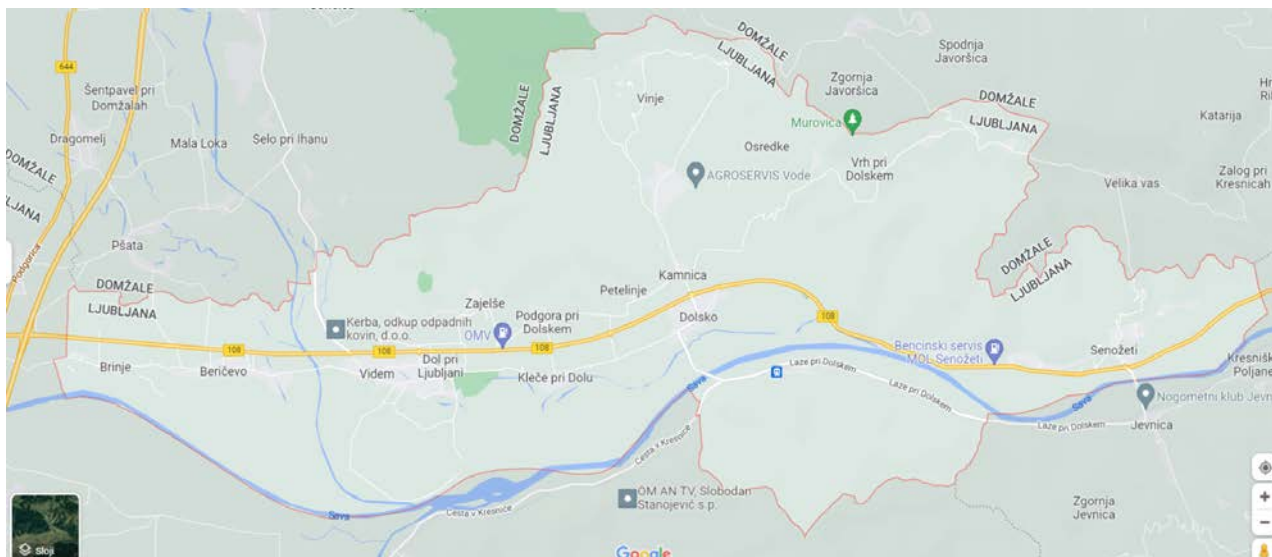 DOMŽALE
LJUBLJANA
644
Spodnja
Javoršica
Šentpavel pri
Domžalah
DOMŽALE
LJUBLJANA
Vinje
Zgornja
Javoršica
DOMŽALE
LJUBLJANA
Katarija
Dragomelj
Mala Loka
Selo pri Ihanu
Murovica
Osredke
Vrh pri
Dolskem
AGROSERVIS Vode
Velika vas
Zalog pri
Kresnicah
DOMŽALE
LJUBLJANA
Podgorica
Pšata
DOMŽALE
LJUBLJANA
DOMŽALE
LJUBLJANA
Kamnica
Petelinje
Zajelše
Podgora pri
Dolskem
Dolsko
Kerba, odkup odpadnih
kovin, d.o.o.
OMV
108
108
108
108
Bencinski servis
MOL Senožeti
Senožeti
Brinje
Beričevo
Videm
Dol pri
Ljubljani
Kleče pri Dolu
Laze pri Dolskem
Laze pri Dolskem
Laze pri Dolskem
Sava
Sava
Sava
Kresniške
Poljane
Nogometni klub Jevnica
Jevnica
Cesta v Kresnice
Cesta v Kresnice
OM AN TV, Slobodan
Stanojević s.p.
Zgornja
Jevnica
Sloji
Google